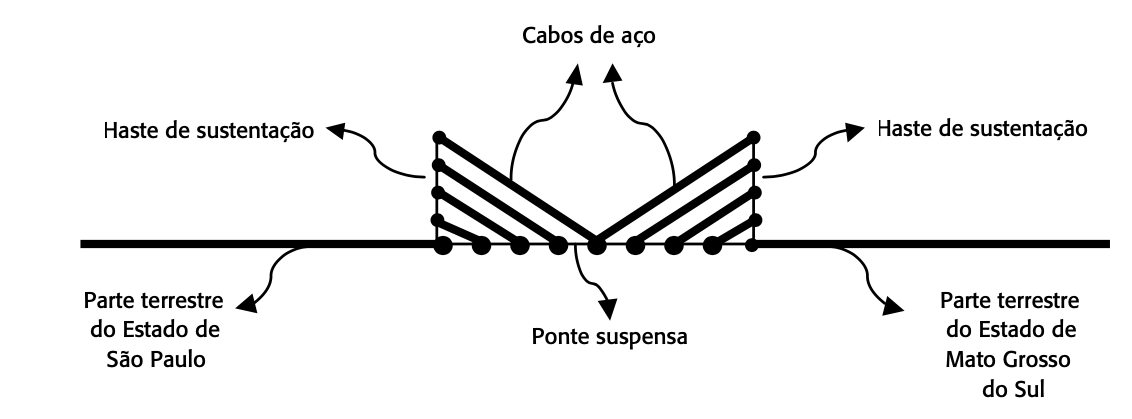 Cabos de aço
Haste de sustentação
Haste de sustentação
Parte terrestre
do Estado de
São Paulo
Ponte suspensa
Parte terrestre
do Estado de
Mato Grosso
do Sul